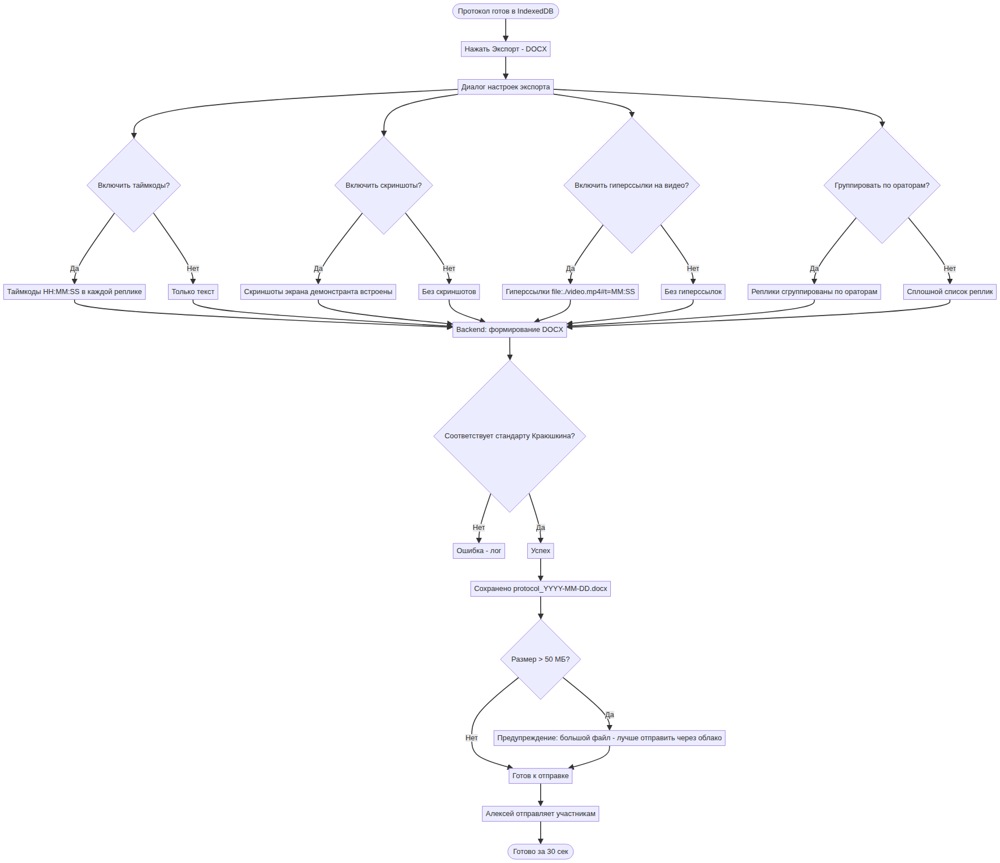 Протокол готов в IndexedDB
Нажать Экспорт - DOCX
Диалог настроек экспорта
Включить таймкоды?
Включить скриншоты?
Включить гиперссылки на видео?
Группировать по ораторам?
Да
Нет
Да
Нет
Да
Нет
Да
Нет
Таймкоды HH:MM:SS в каждой реплике
Только текст
Скриншоты экрана демонстранта встроены
Без скриншотов
Гиперссылки file:./video.mp4#t=MM:SS
Без гиперссылок
Реплики сгруппированы по ораторам
Сплошной список реплик
Backend: формирование DOCX
Соответствует стандарту Краюшкина?
Нет
Да
Ошибка - лог
Успех
Сохранено protocol_YYYY-MM-DD.docx
Размер > 50 МБ?
Да
Нет
Предупреждение: большой файл - лучше отправить через облако
Готов к отправке
Алексей отправляет участникам
Готово за 30 сек